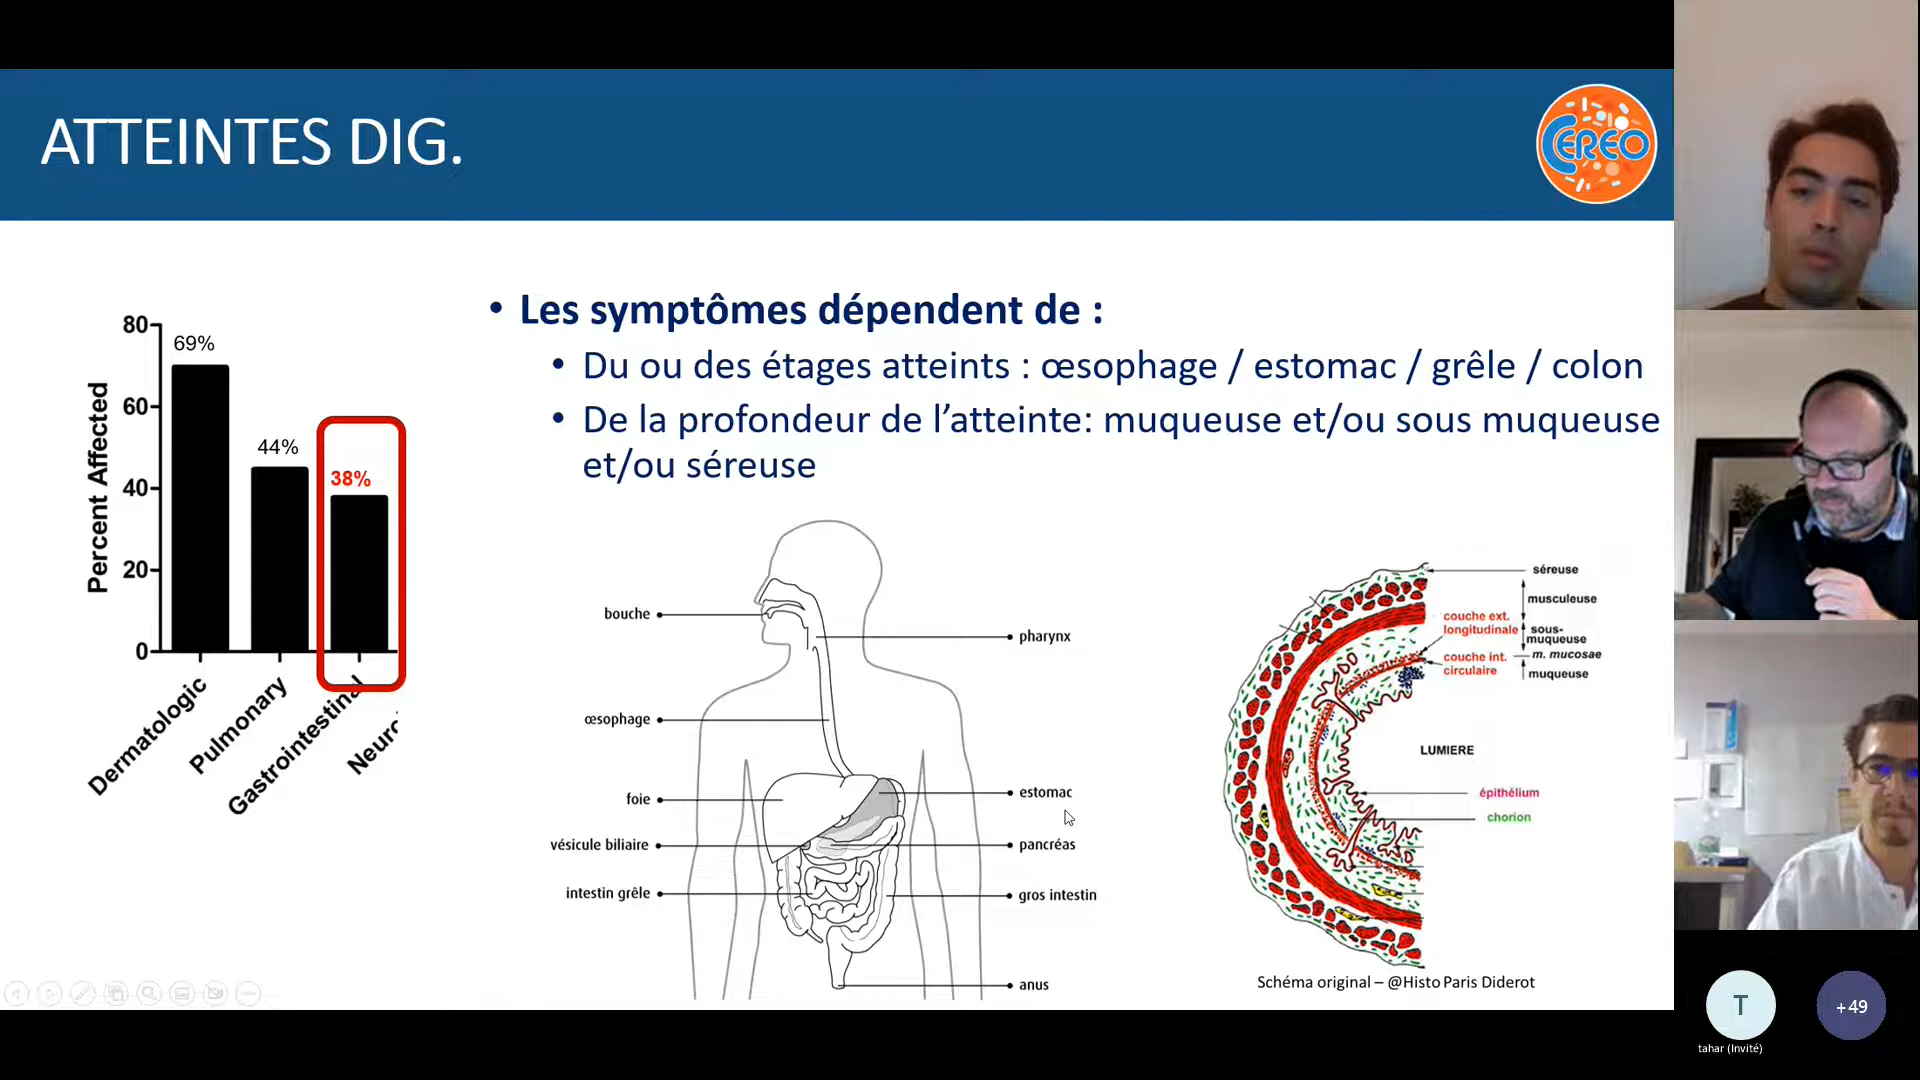 ATTEINTES DIG.
CEREO
• Les symptômes dépendent de :
• Du ou des étages atteints : œsophage / estomac / grêle / colon
• De la profondeur de l’atteinte: muqueuse et/ou sous muqueuse
et/ou séreuse
Percent Affected
80
60
40
20
0
69%
44%
38%
Dermatologic
Pulmonary
Gastrointestinal
Neuro
bouche
pharynx
œsophage
foie
estomac
vésicule biliaire
pancréas
intestin grêle
gros intestin
anus
séreuse
musculeuse
couche ext.
longitudinale
sous-
muqueuse
couche int.
circulaire
m. mucosae
muqueuse
LUMIERE
épithélium
chorion
Schéma original – @Histo Paris Diderot
T
+49
tahar (Invité)